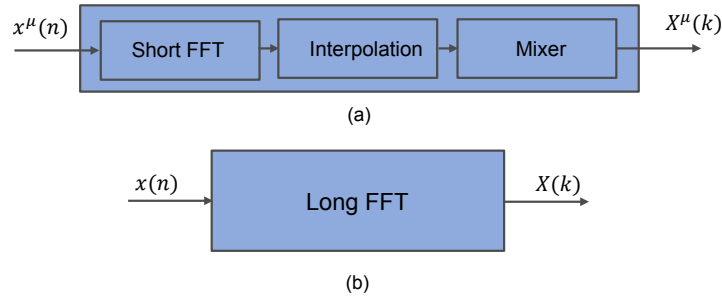 x^μ(n)
Short FFT
Interpolation
Mixer
X^μ(k)
(a)
x(n)
Long FFT
X(k)
(b)